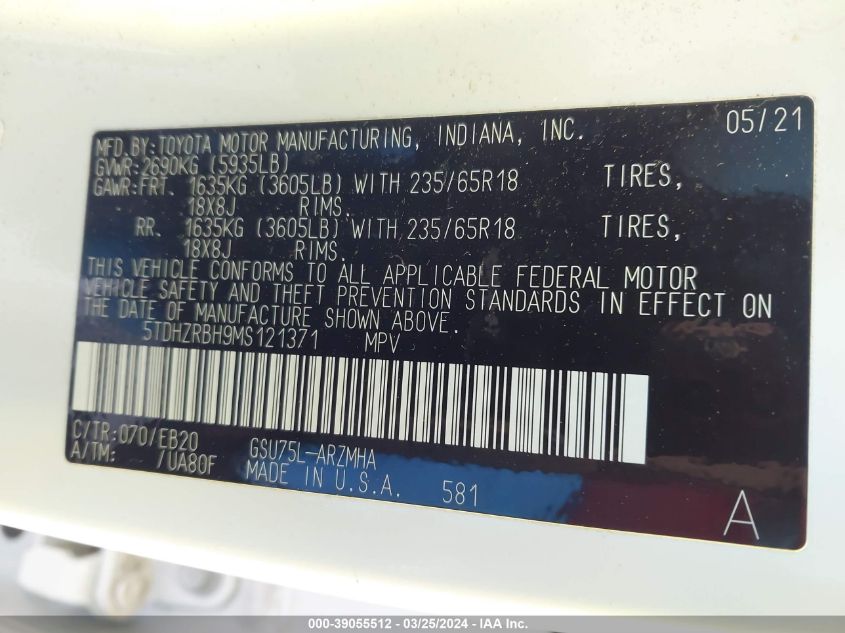 MFD. BY: TOYOTA MOTOR MANUFACTURING, INDIANA, INC. 05/21
GVWR: 2690KG (5935LB)
GAWR: FRT. 1635KG (3605LB) WITH 235/65R18 TIRES,
18X8J RIMS.
RR. 1635KG (3605LB) WITH 235/65R18 TIRES,
18X8J RIMS.
THIS VEHICLE CONFORMS TO ALL APPLICABLE FEDERAL MOTOR
VEHICLE SAFETY AND THEFT PREVENTION STANDARDS IN EFFECT ON
THE DATE OF MANUFACTURE SHOWN ABOVE.
5TDHZRBH9MS121371 MPV
C/TR: 070/EB20 GSU75L-ARZMHA
A/TM: /UA80F MADE IN U.S.A. 581
A
000-39055512 - 03/25/2024 - IAA Inc.